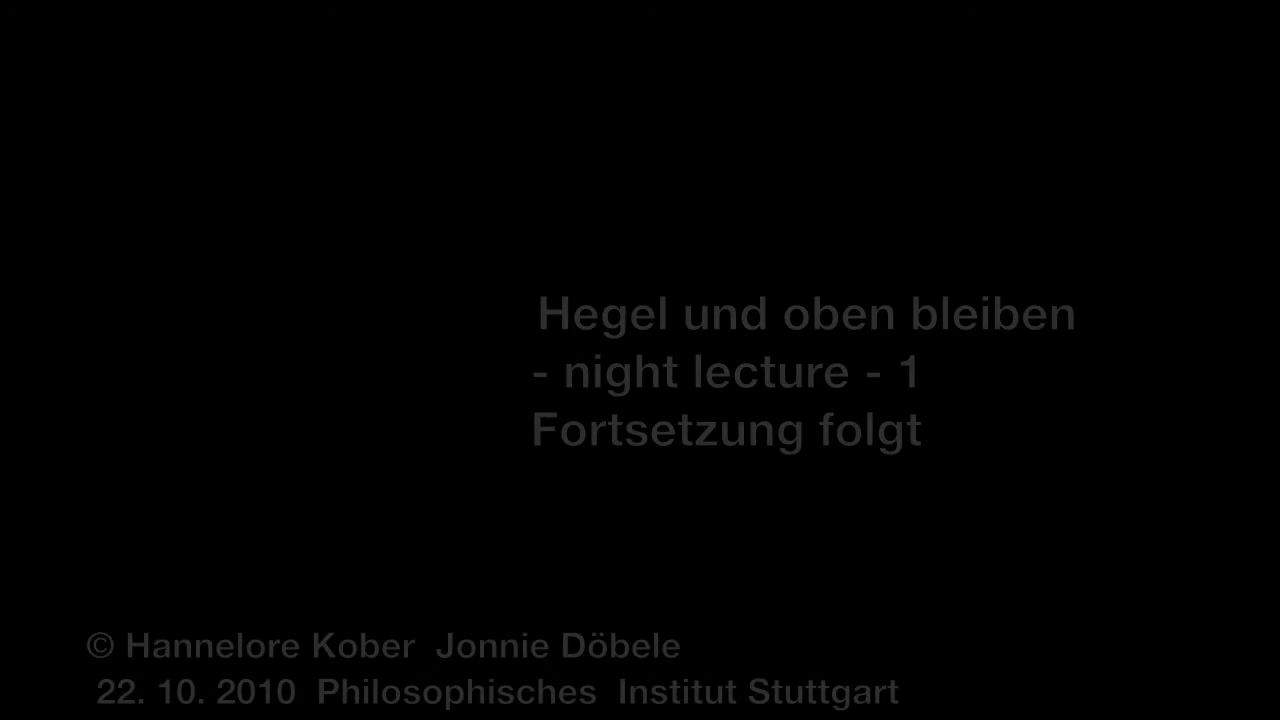 Hegel und oben bleiben
- night lecture - 1
Fortsetzung folgt
© Hannelore Kober Jonnie Döbele
22. 10. 2010 Philosophisches Institut Stuttgart